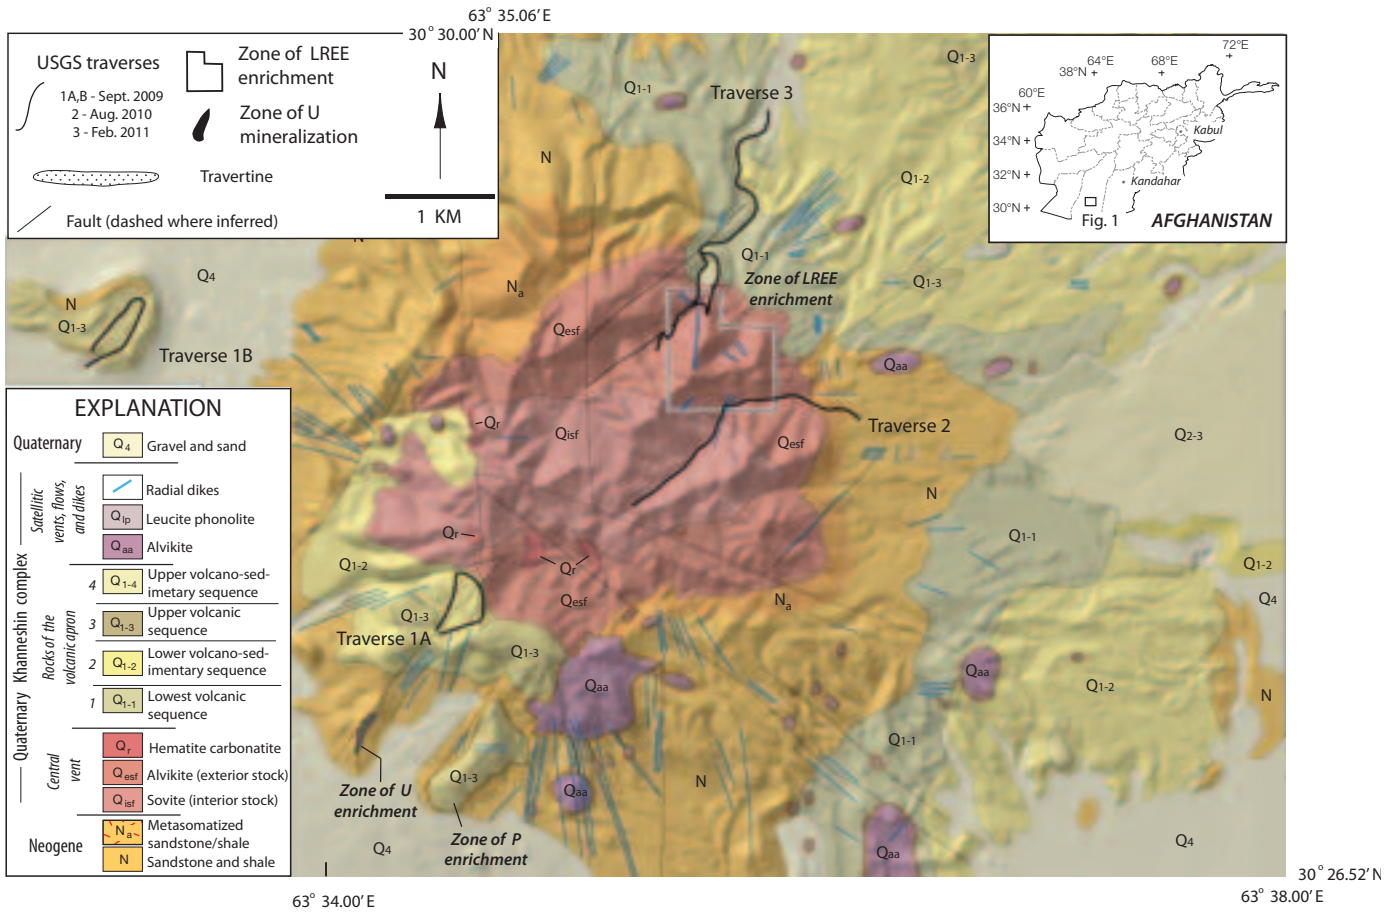 63° 35.06' E
30° 30.00' N
USGS traverses
1A,B - Sept. 2009
2 - Aug. 2010
3 - Feb. 2011
Zone of LREE
enrichment
Zone of U
mineralization
Travertine
Fault (dashed where inferred)
N
1 KM
72°E
64°E
68°E
38°N
60°E
36°N
34°N
32°N
30°N
Kabul
Kandahar
Fig. 1
AFGHANISTAN
Q1-3
Q1-1
Traverse 3
N
Q1-2
Q1-1
Zone of LREE
enrichment
Q1-3
Q4
Na
N
Q1-3
Traverse 1B
Qesf
Qaa
Qr
Qisf
Qesf
Traverse 2
Q2-3
N
Q1-1
Qr
Q1-2
Qr
Q1-2
Qesf
Na
Q4
Q1-3
Traverse 1A
Q1-3
Qaa
Qaa
Q1-2
N
Q1-1
Q1-3
N
Qaa
Zone of U
enrichment
Zone of P
enrichment
Q4
Qaa
Q4
EXPLANATION
Quaternary
Q4 Gravel and sand
Quaternary Khanneshin complex
Satellitic
vents, flows,
and dikes
Radial dikes
Qlp Leucite phonolite
Qaa Alvikite
Rocks of the
volcanic apron
4 Q1-4 Upper volcano-sed-
imetary sequence
3 Q1-3 Upper volcanic
sequence
2 Q1-2 Lower volcano-sed-
imentary sequence
1 Q1-1 Lowest volcanic
sequence
Central
vent
Qr Hematite carbonatite
Qesf Alvikite (exterior stock)
Qisf Sovite (interior stock)
Neogene
Na Metasomatized
sandstone/shale
N Sandstone and shale
30° 26.52' N
63° 34.00' E
63° 38.00' E